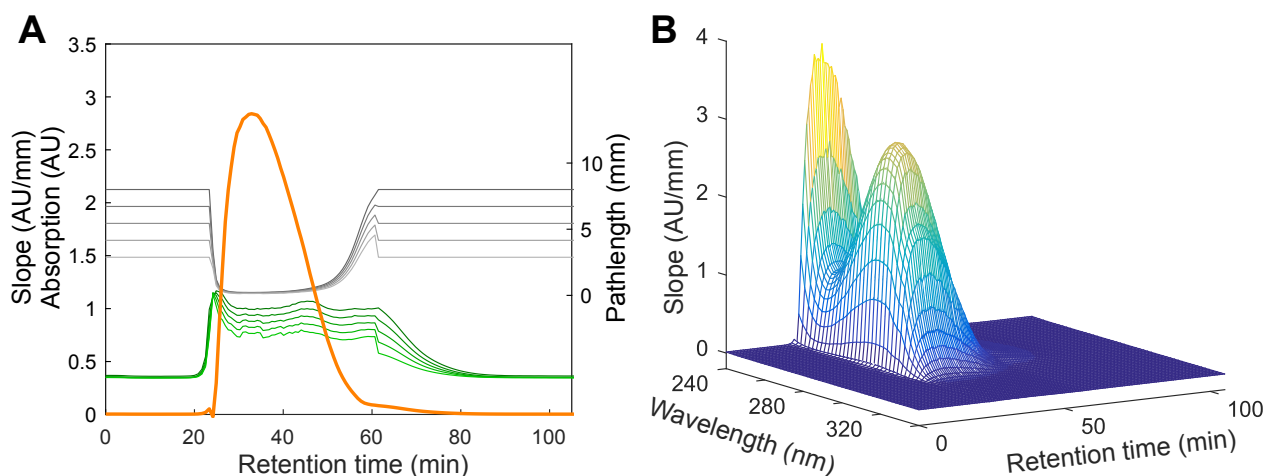 A
3.5
3
2.5
2
1.5
1
0.5
0
Slope (AU/mm)
Absorption (AU)
10
5
0
Pathlength (mm)
0 20 40 60 80 100
Retention time (min)
B
4
3
2
1
0
Slope (AU/mm)
240
280
320
Wavelength (nm)
0
50
100
Retention time (min)